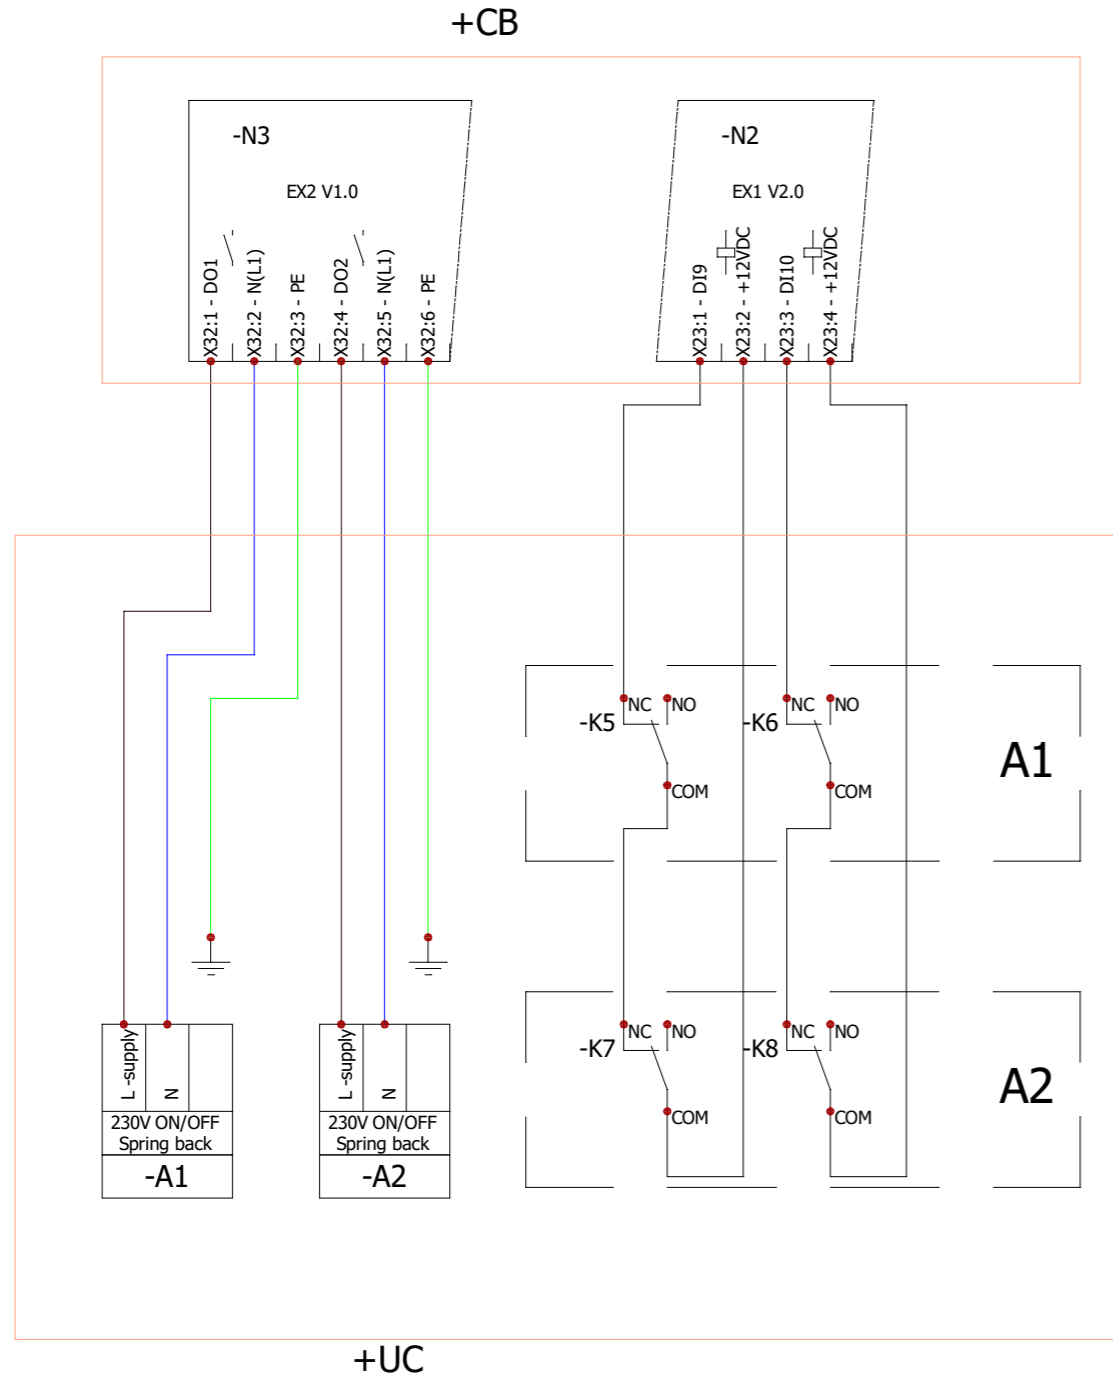 +CB
-N3
EX2 V1.0
X32:1 - DO1
X32:2 - N(L1)
X32:3 - PE
X32:4 - DO2
X32:5 - N(L1)
X32:6 - PE
-N2
EX1 V2.0
X23:1 - DI9
X23:2 - +12VDC
X23:3 - DI10
X23:4 - +12VDC
-K5
NC
NO
COM
-K6
NC
NO
COM
A1
-K7
NC
NO
COM
-K8
NC
NO
COM
A2
L -supply
N
230V ON/OFF
Spring back
-A1
L -supply
N
230V ON/OFF
Spring back
-A2
+UC